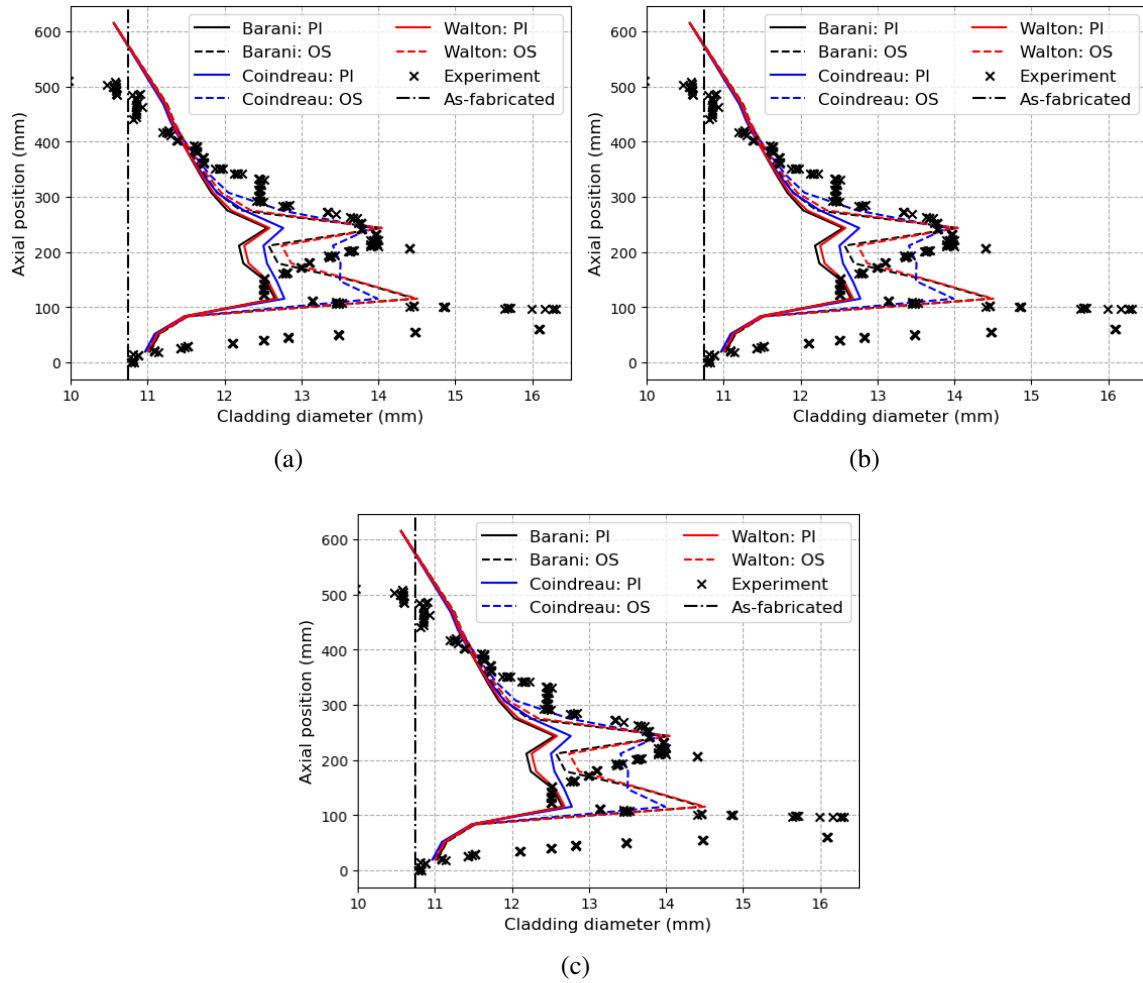 Barani: PI
Barani: OS
Coindreau: PI
Coindreau: OS
Walton: PI
Walton: OS
Experiment
As-fabricated
600
500
400
300
200
100
0
Axial position (mm)
10 11 12 13 14 15 16
Cladding diameter (mm)
(a)
Barani: PI
Barani: OS
Coindreau: PI
Coindreau: OS
Walton: PI
Walton: OS
Experiment
As-fabricated
600
500
400
300
200
100
0
Axial position (mm)
10 11 12 13 14 15 16
Cladding diameter (mm)
(b)
Barani: PI
Barani: OS
Coindreau: PI
Coindreau: OS
Walton: PI
Walton: OS
Experiment
As-fabricated
600
500
400
300
200
100
0
Axial position (mm)
10 11 12 13 14 15 16
Cladding diameter (mm)
(c)